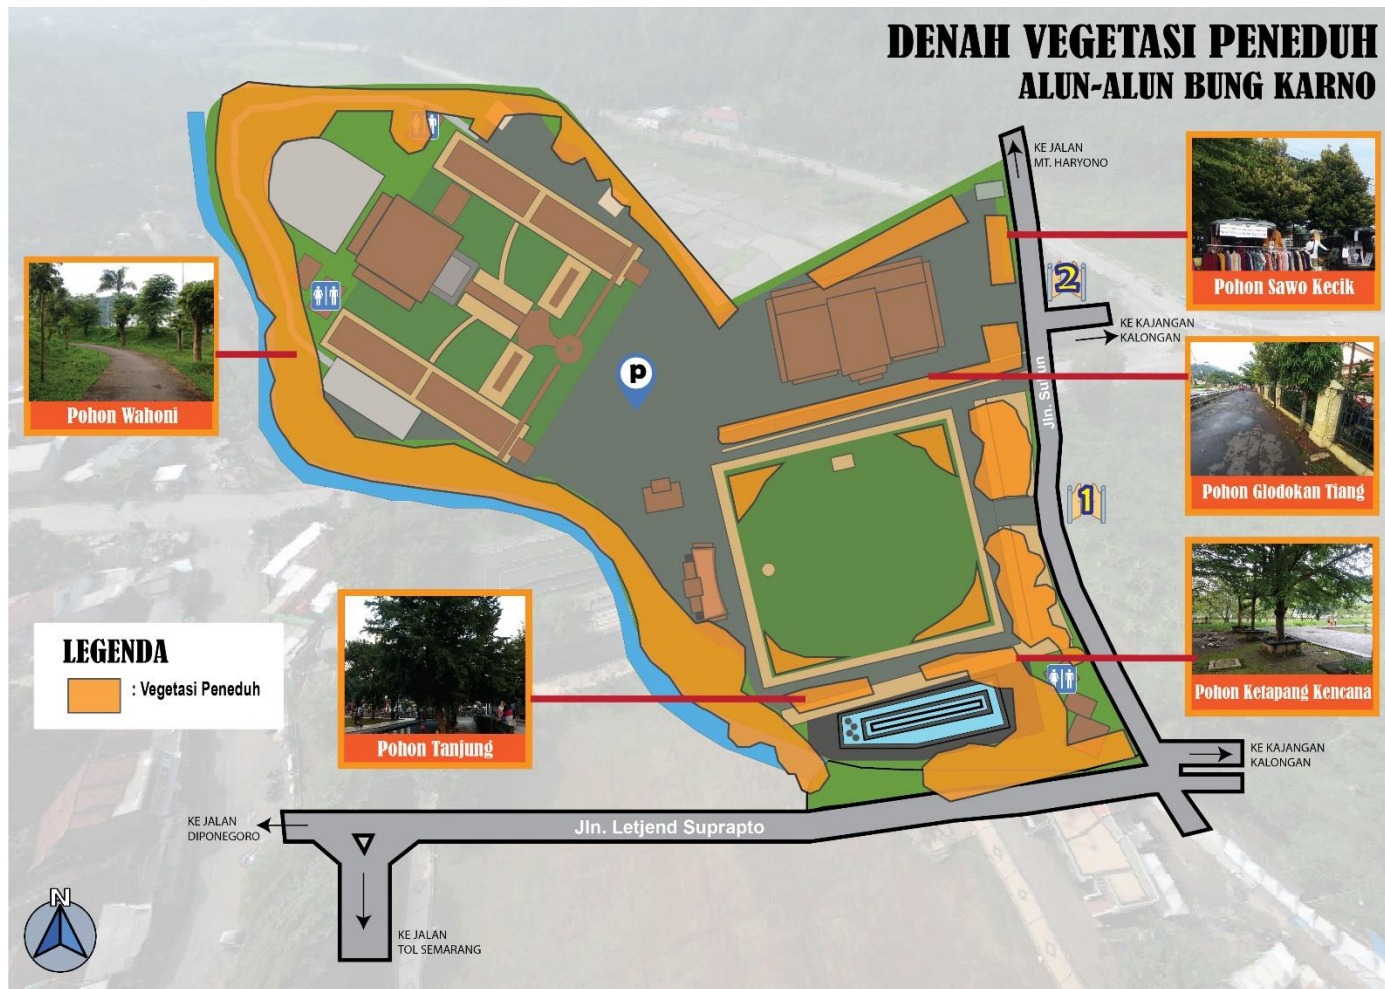 DENAH VEGETASI PENEDUH
ALUN-ALUN BUNG KARNO
KE JALAN
MT. HARYONO
Pohon Sawo Kecik
2
KE KAJANGAN
KALONGAN
Pohon Wahoni
P
Pohon Glodokan Tiang
1
LEGENDA
: Vegetasi Peneduh
Pohon Tanjung
Pohon Ketapang Kencana
KE KAJANGAN
KALONGAN
KE JALAN
DIPONEGORO
Jln. Letjend Suprapto
N
KE JALAN
TOL SEMARANG